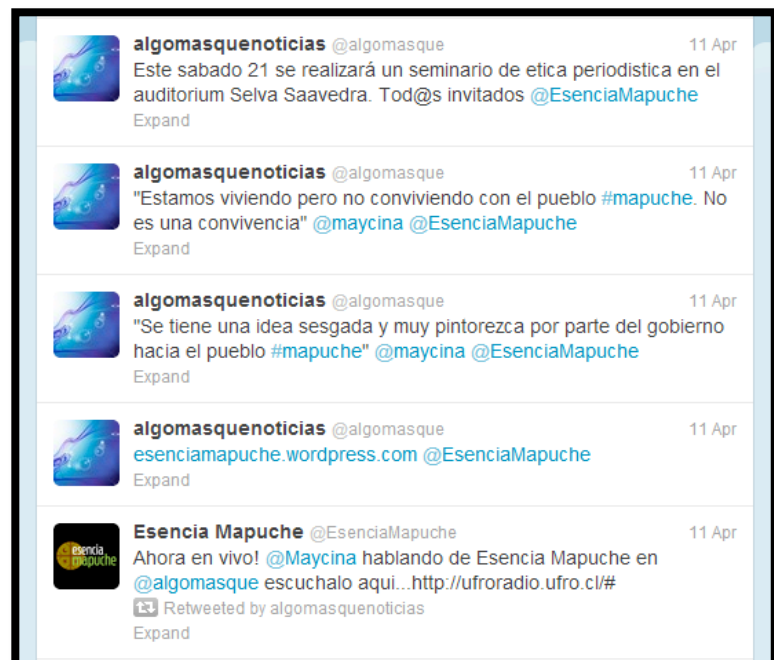 algomasquenoticias @algomasque 11 Apr
Este sabado 21 se realizará un seminario de etica periodistica en el
auditorium Selva Saavedra. Tod@s invitados @EsenciaMapuche
Expand
algomasquenoticias @algomasque 11 Apr
"Estamos viviendo pero no conviviendo con el pueblo #mapuche. No
es una convivencia" @maycina @EsenciaMapuche
Expand
algomasquenoticias @algomasque 11 Apr
"Se tiene una idea sesgada y muy pintorezca por parte del gobierno
hacia el pueblo #mapuche" @maycina @EsenciaMapuche
Expand
algomasquenoticias @algomasque 11 Apr
esenciamapuche.wordpress.com @EsenciaMapuche
Expand
esencia
mapuche
Esencia Mapuche @EsenciaMapuche 11 Apr
Ahora en vivo! @Maycina hablando de Esencia Mapuche en
@algomasque escuchalo aqui...http://ufroradio.ufro.cl/#
Retweeted by algomasquenoticias
Expand